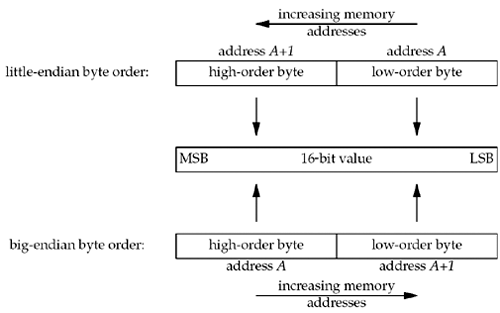 increasing memory
addresses
address A+1 address A
little-endian byte order: high-order byte low-order byte
MSB 16-bit value LSB
big-endian byte order: high-order byte low-order byte
address A address A+1
increasing memory
addresses